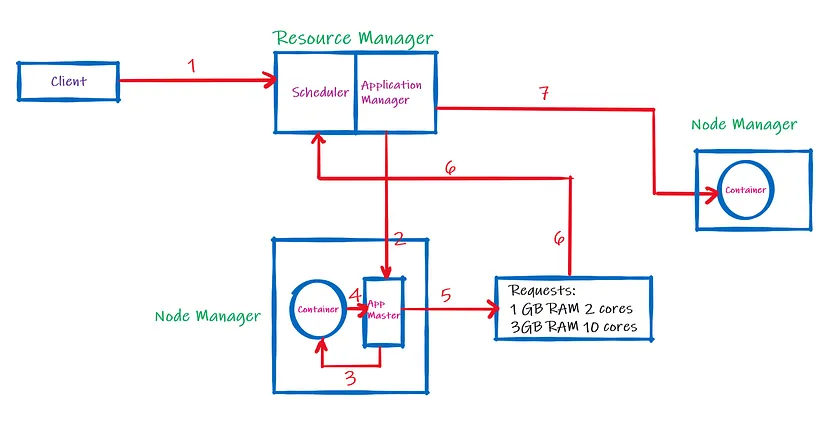 Resource Manager
1
Client
Scheduler
Application
Manager
7
Node Manager
Container
6
2
6
Requests:
1 GB RAM 2 cores
3GB RAM 10 cores
Node Manager
Container
4
App
Master
5
3